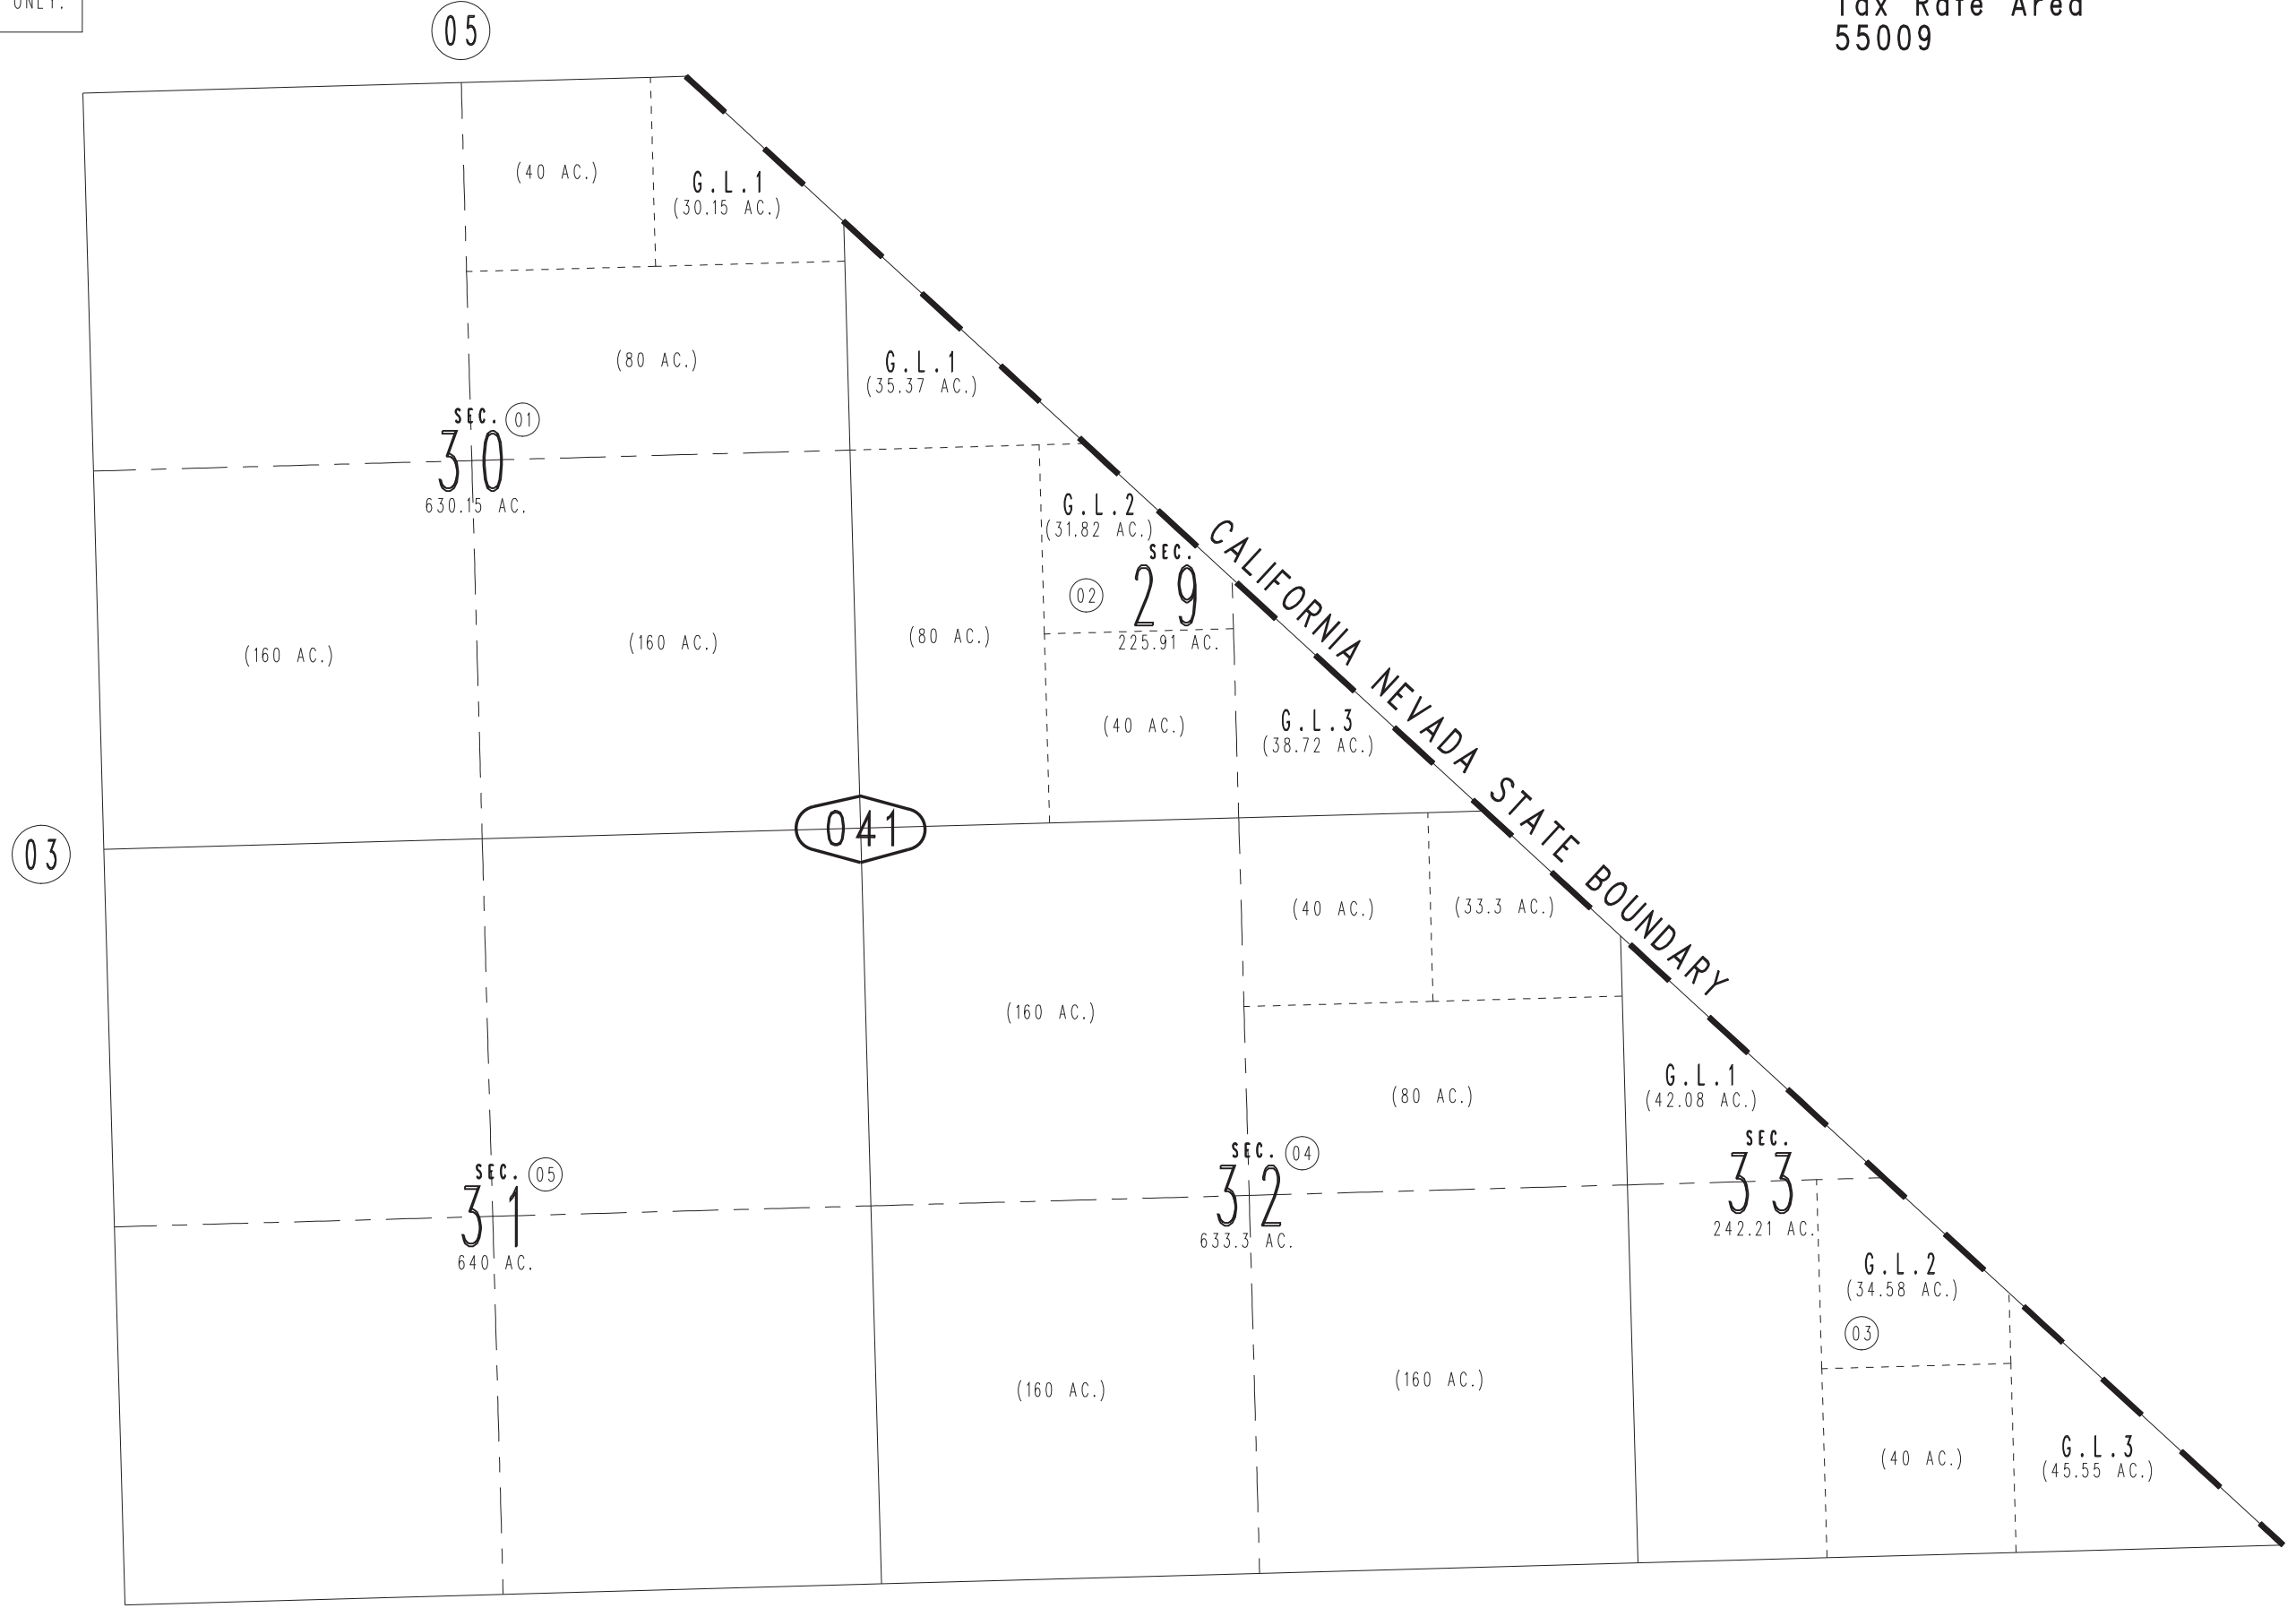 ONLY.
05
Tax Rate Area
55009
(40 AC.)
G.L.1
(30.15 AC.)
(80 AC.)
G.L.1
(35.37 AC.)
SEC. 01
30
630.15 AC.
G.L.2
(31.82 AC.)
SEC.
02 29
225.91 AC.
CALIFORNIA NEVADA STATE BOUNDARY
(160 AC.)
(160 AC.)
(80 AC.)
(40 AC.)
G.L.3
(38.72 AC.)
041
03
(40 AC.)
(33.3 AC.)
(160 AC.)
(80 AC.)
G.L.1
(42.08 AC.)
SEC. 05
31
640 AC.
SEC. 04
32
633.3 AC.
SEC.
33
242.21 AC.
G.L.2
(34.58 AC.)
03
(160 AC.)
(160 AC.)
(40 AC.)
G.L.3
(45.55 AC.)